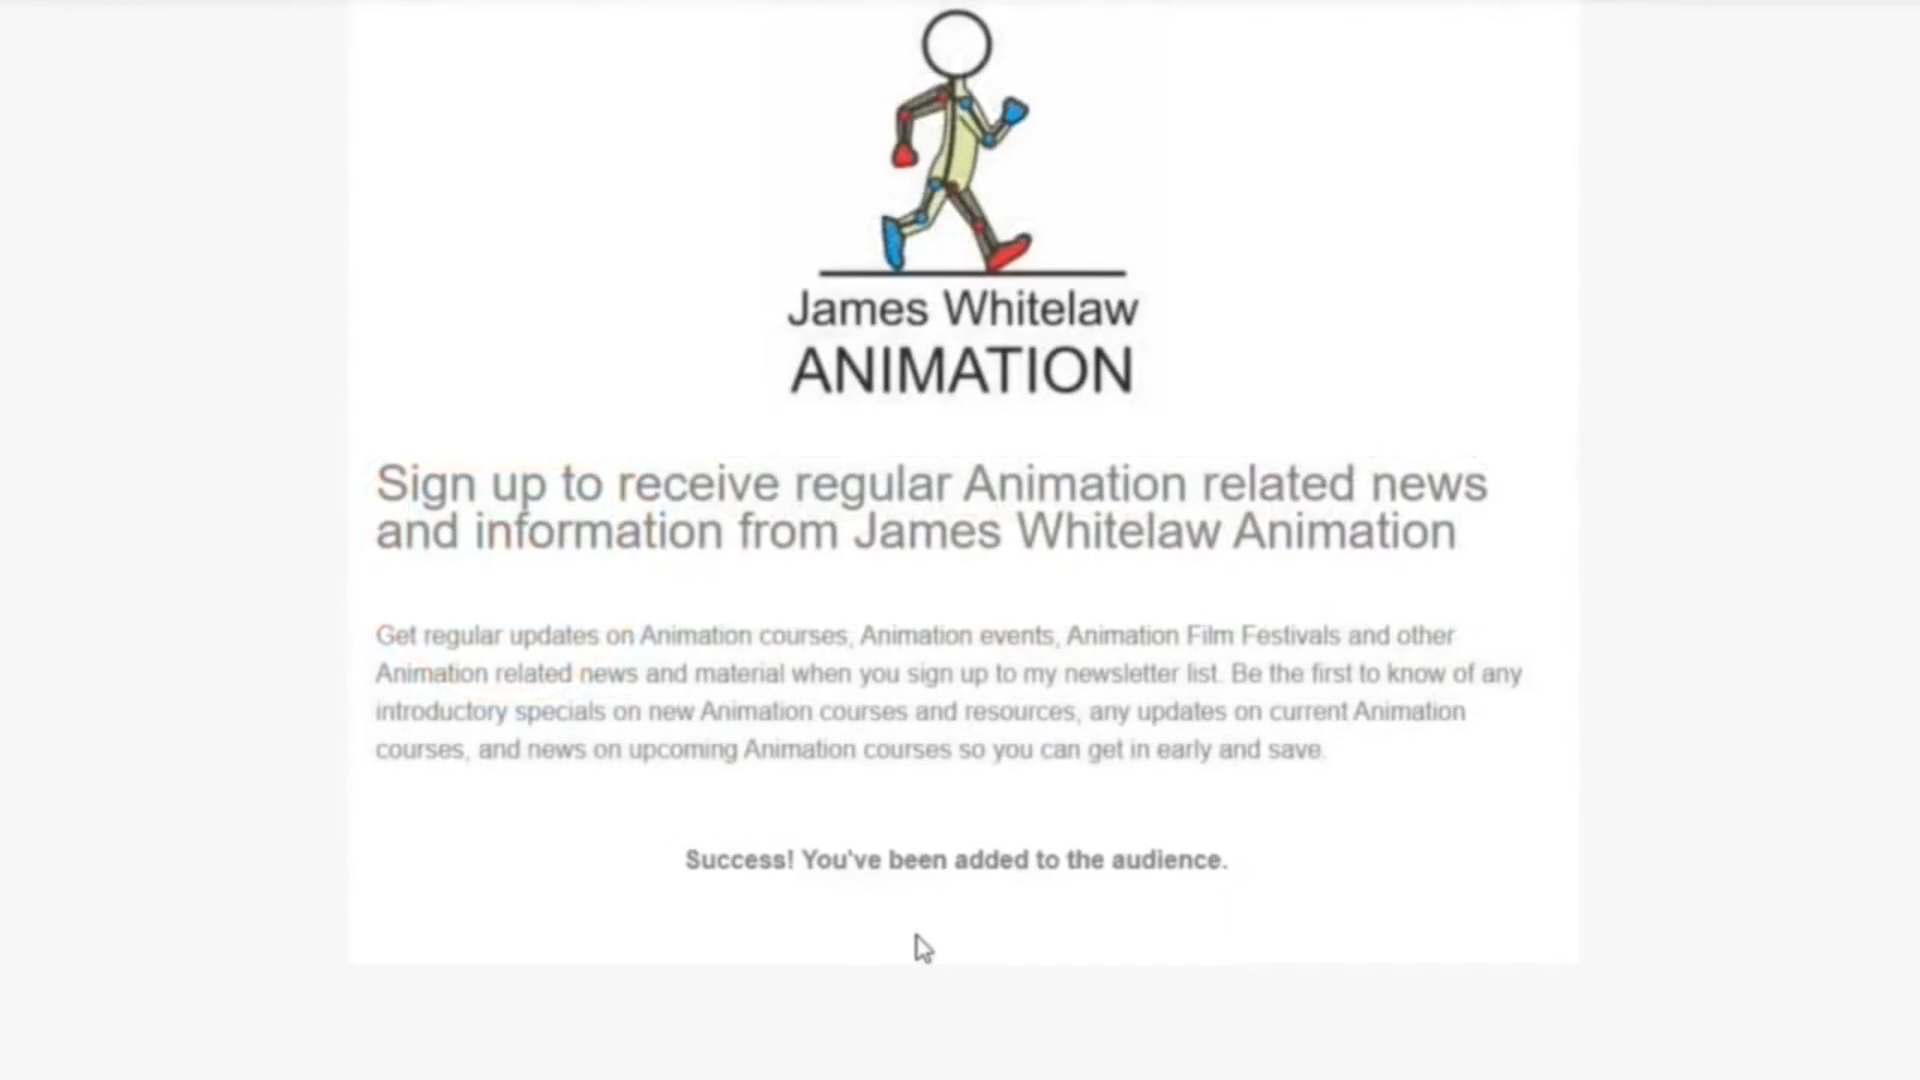 James Whitelaw
ANIMATION
Sign up to receive regular Animation related news
and information from James Whitelaw Animation
Get regular updates on Animation courses, Animation events, Animation Film Festivals and other
Animation related news and material when you sign up to my newsletter list. Be the first to know of any
introductory specials on new Animation courses and resources, any updates on current Animation
courses, and news on upcoming Animation courses so you can get in early and save.
Success! You've been added to the audience.